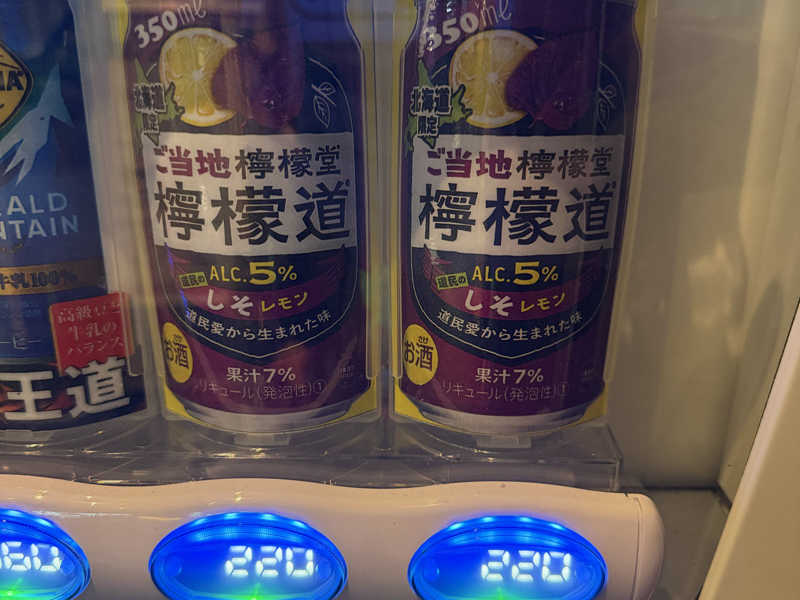 ALD
NTAIN
牛乳100%
高級豆と
牛乳の
バランス
王道
350ml
北海道
限定
ご当地檸檬堂
檸檬道
道民の ALC.5%
しそレモン
道民愛から生まれた味
お酒
果汁7%
リキュール(発泡性)①
350ml
北海道
限定
ご当地檸檬堂
檸檬道
道民の ALC.5%
しそレモン
道民愛から生まれた味
さけ
お酒
果汁7%
リキュール(発泡性)①
220
220